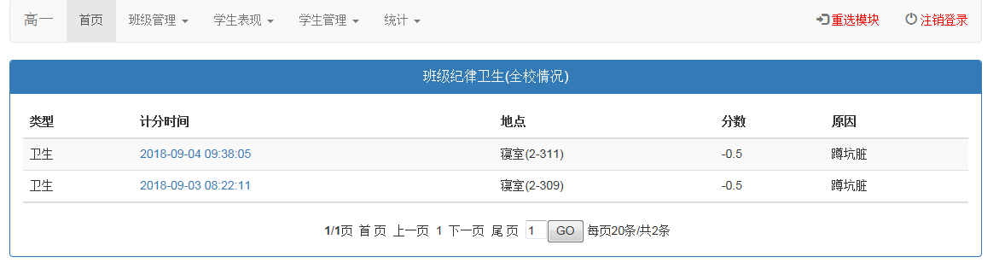 高一 首页 班级管理 学生表现 学生管理 统计 重选模块 注销登录
班级纪律卫生(全校情况)
类型 计分时间 地点 分数 原因
卫生 2018-09-04 09:38:05 寝室(2-311) -0.5 蹲坑脏
卫生 2018-09-03 08:22:11 寝室(2-309) -0.5 蹲坑脏
1/1页 首 页 上一页 1 下一页 尾 页 1 GO 每页20条/共2条